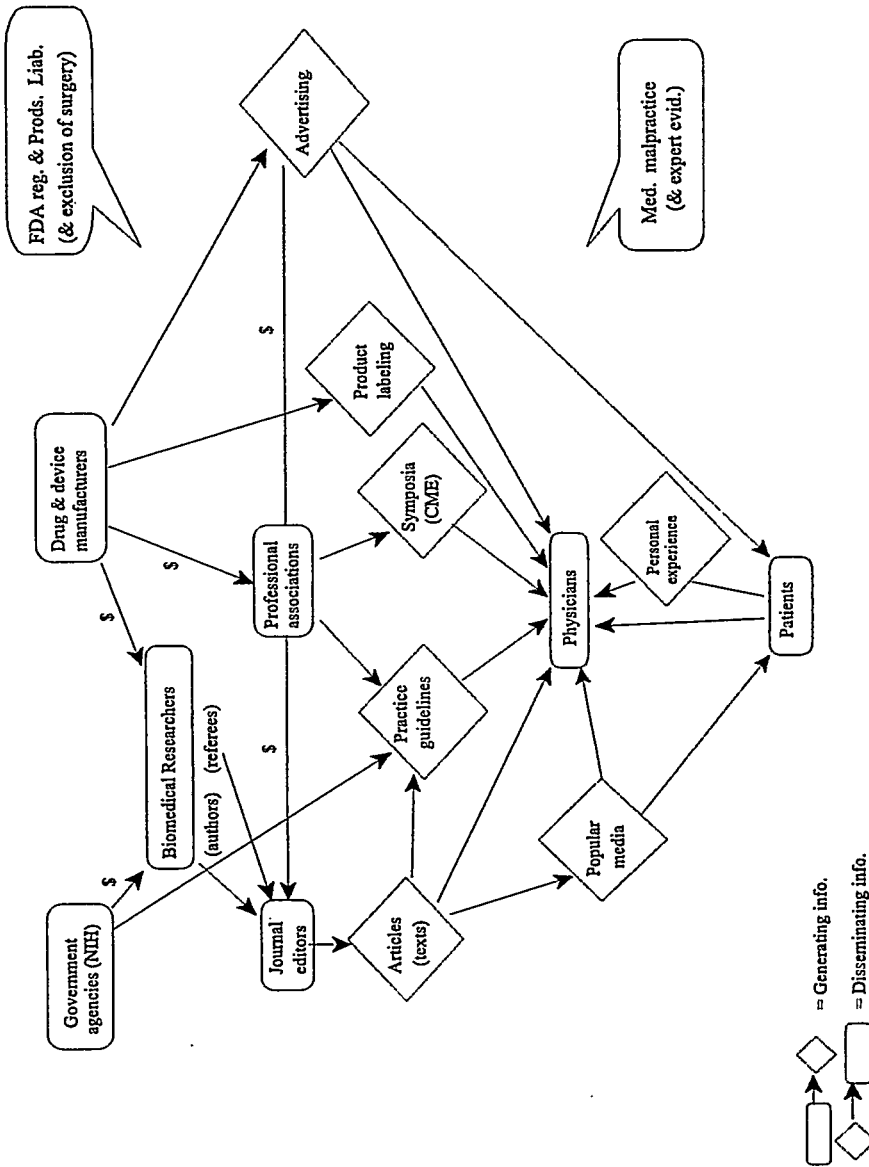 FDA reg. & Prods. Liab.
(& exclusion of surgery)
Drug & device
manufacturers
Government
agencies (NIH)
$
$
$
Biomedical Researchers
(authors)
(referees)
Advertising
$
$
Professional
associations
Journal
editors
Product
labeling
Symposia
(CME)
Practice
guidelines
Articles
(texts)
Physicians
Personal
experience
Popular
media
Patients
Med. malpractice
(& expert evid.)
= Generating info.
= Disseminating info.